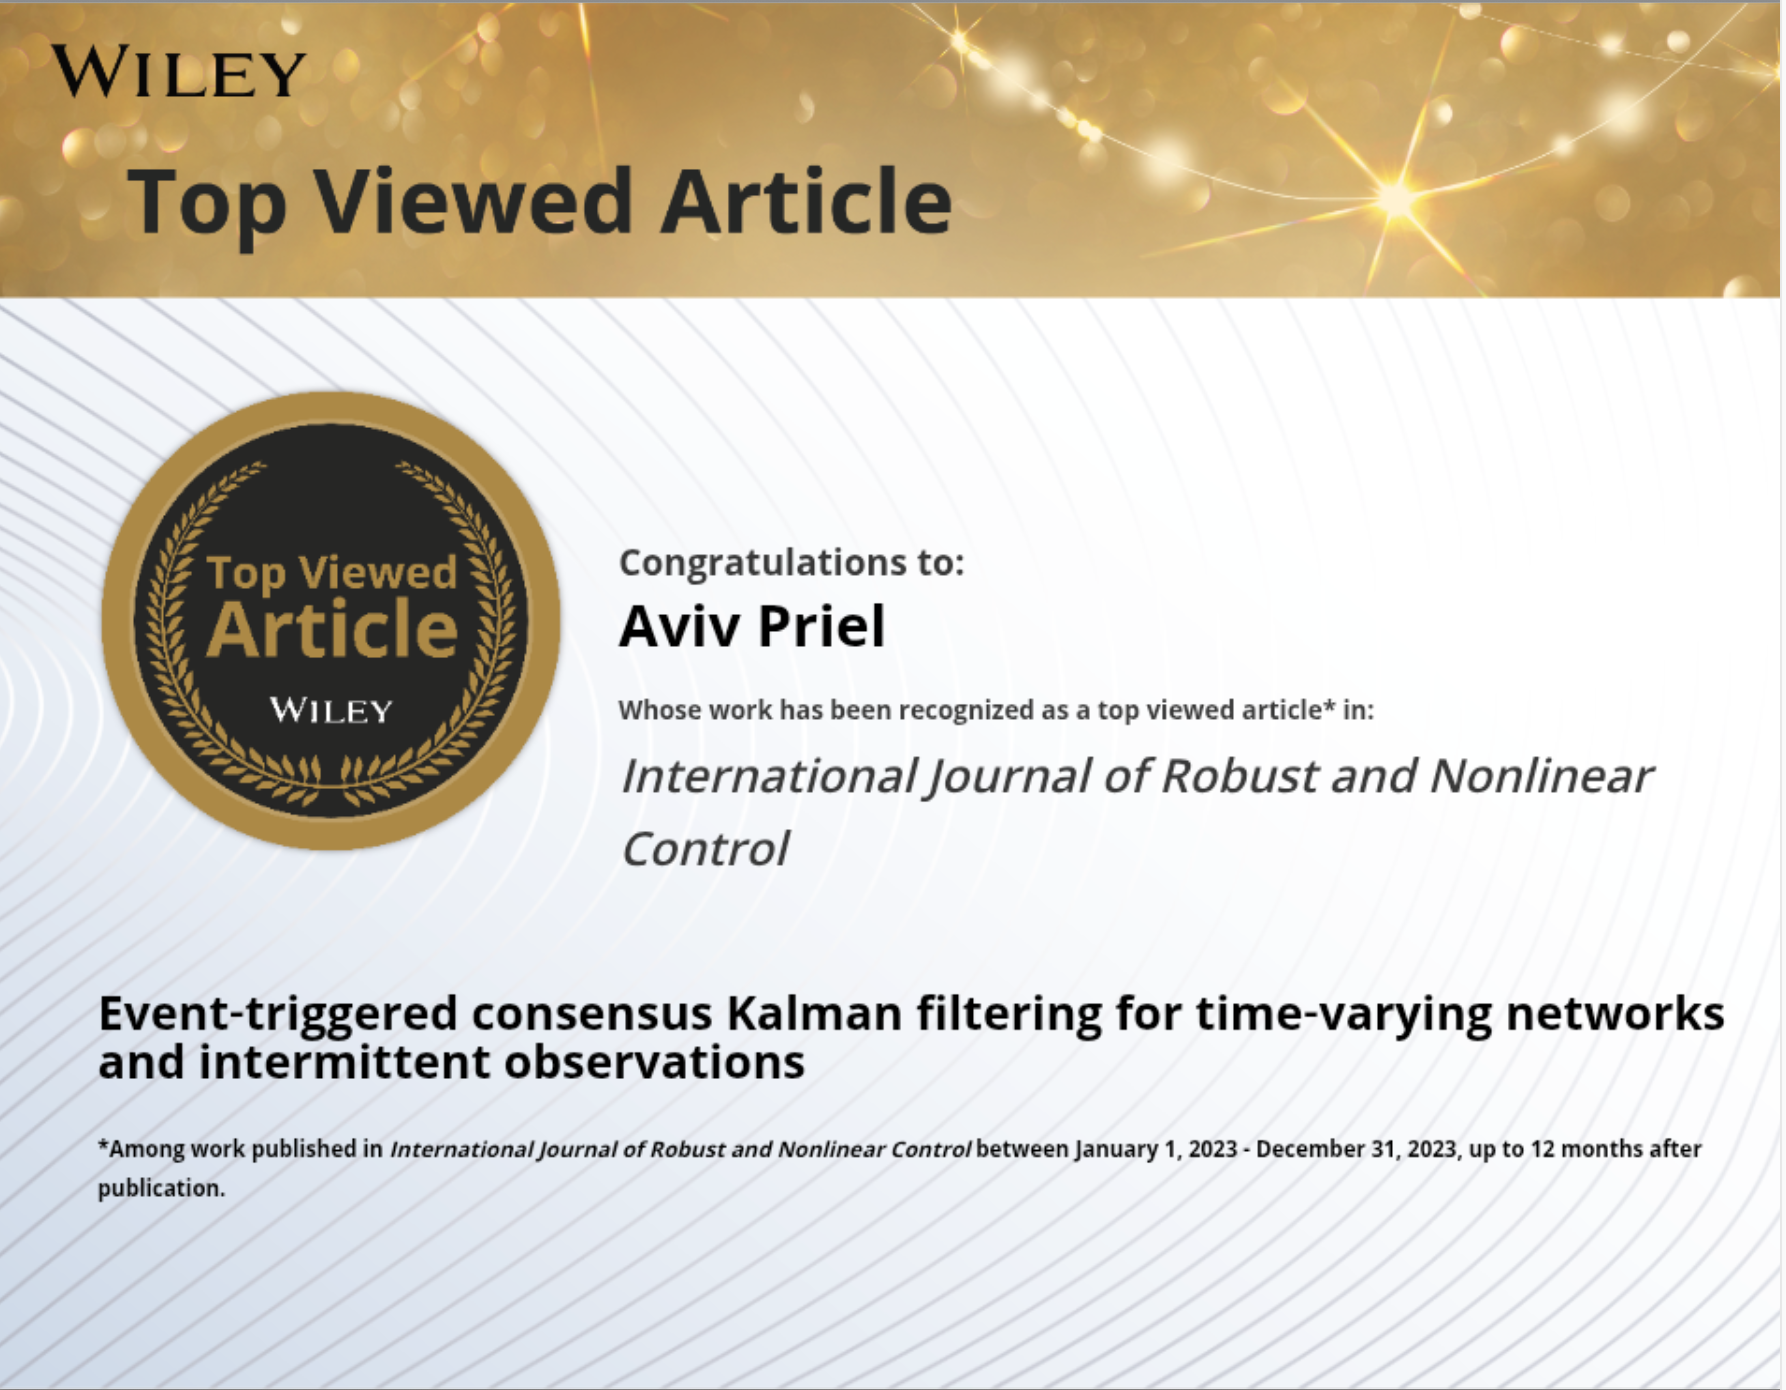 WILEY
Top Viewed Article
Top Viewed
Article
WILEY
Congratulations to:
Aviv Priel
Whose work has been recognized as a top viewed article* in:
International Journal of Robust and Nonlinear
Control
Event-triggered consensus Kalman filtering for time-varying networks
and intermittent observations
*Among work published in International Journal of Robust and Nonlinear Control between January 1, 2023 - December 31, 2023, up to 12 months after
publication.